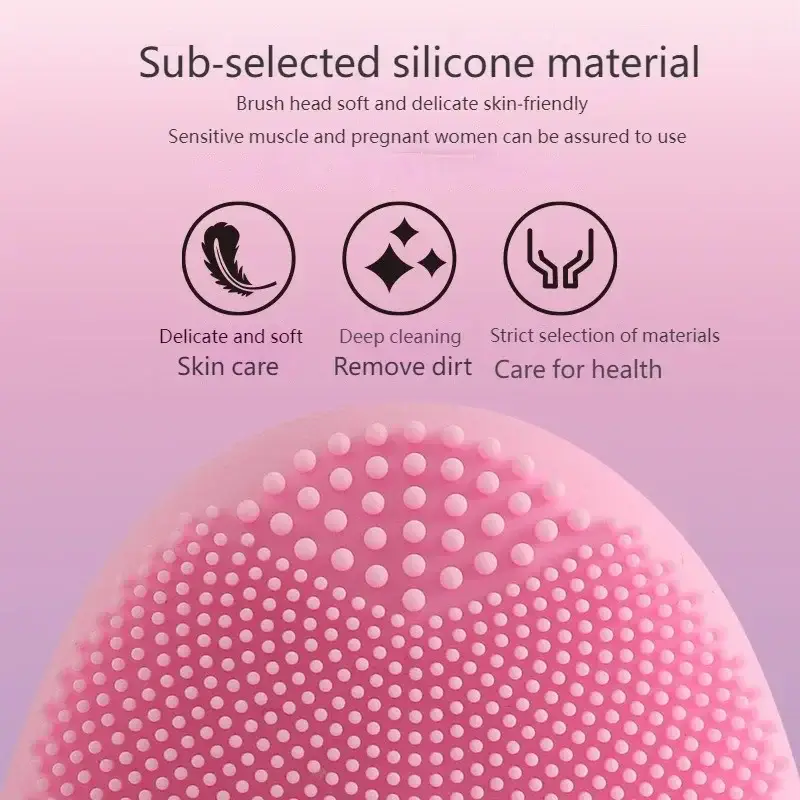 Sub-selected silicone material
Brush head soft and delicate skin-friendly
Sensitive muscle and pregnant women can be assured to use
Delicate and soft
Skin care
Deep cleaning
Remove dirt
Strict selection of materials
Care for health